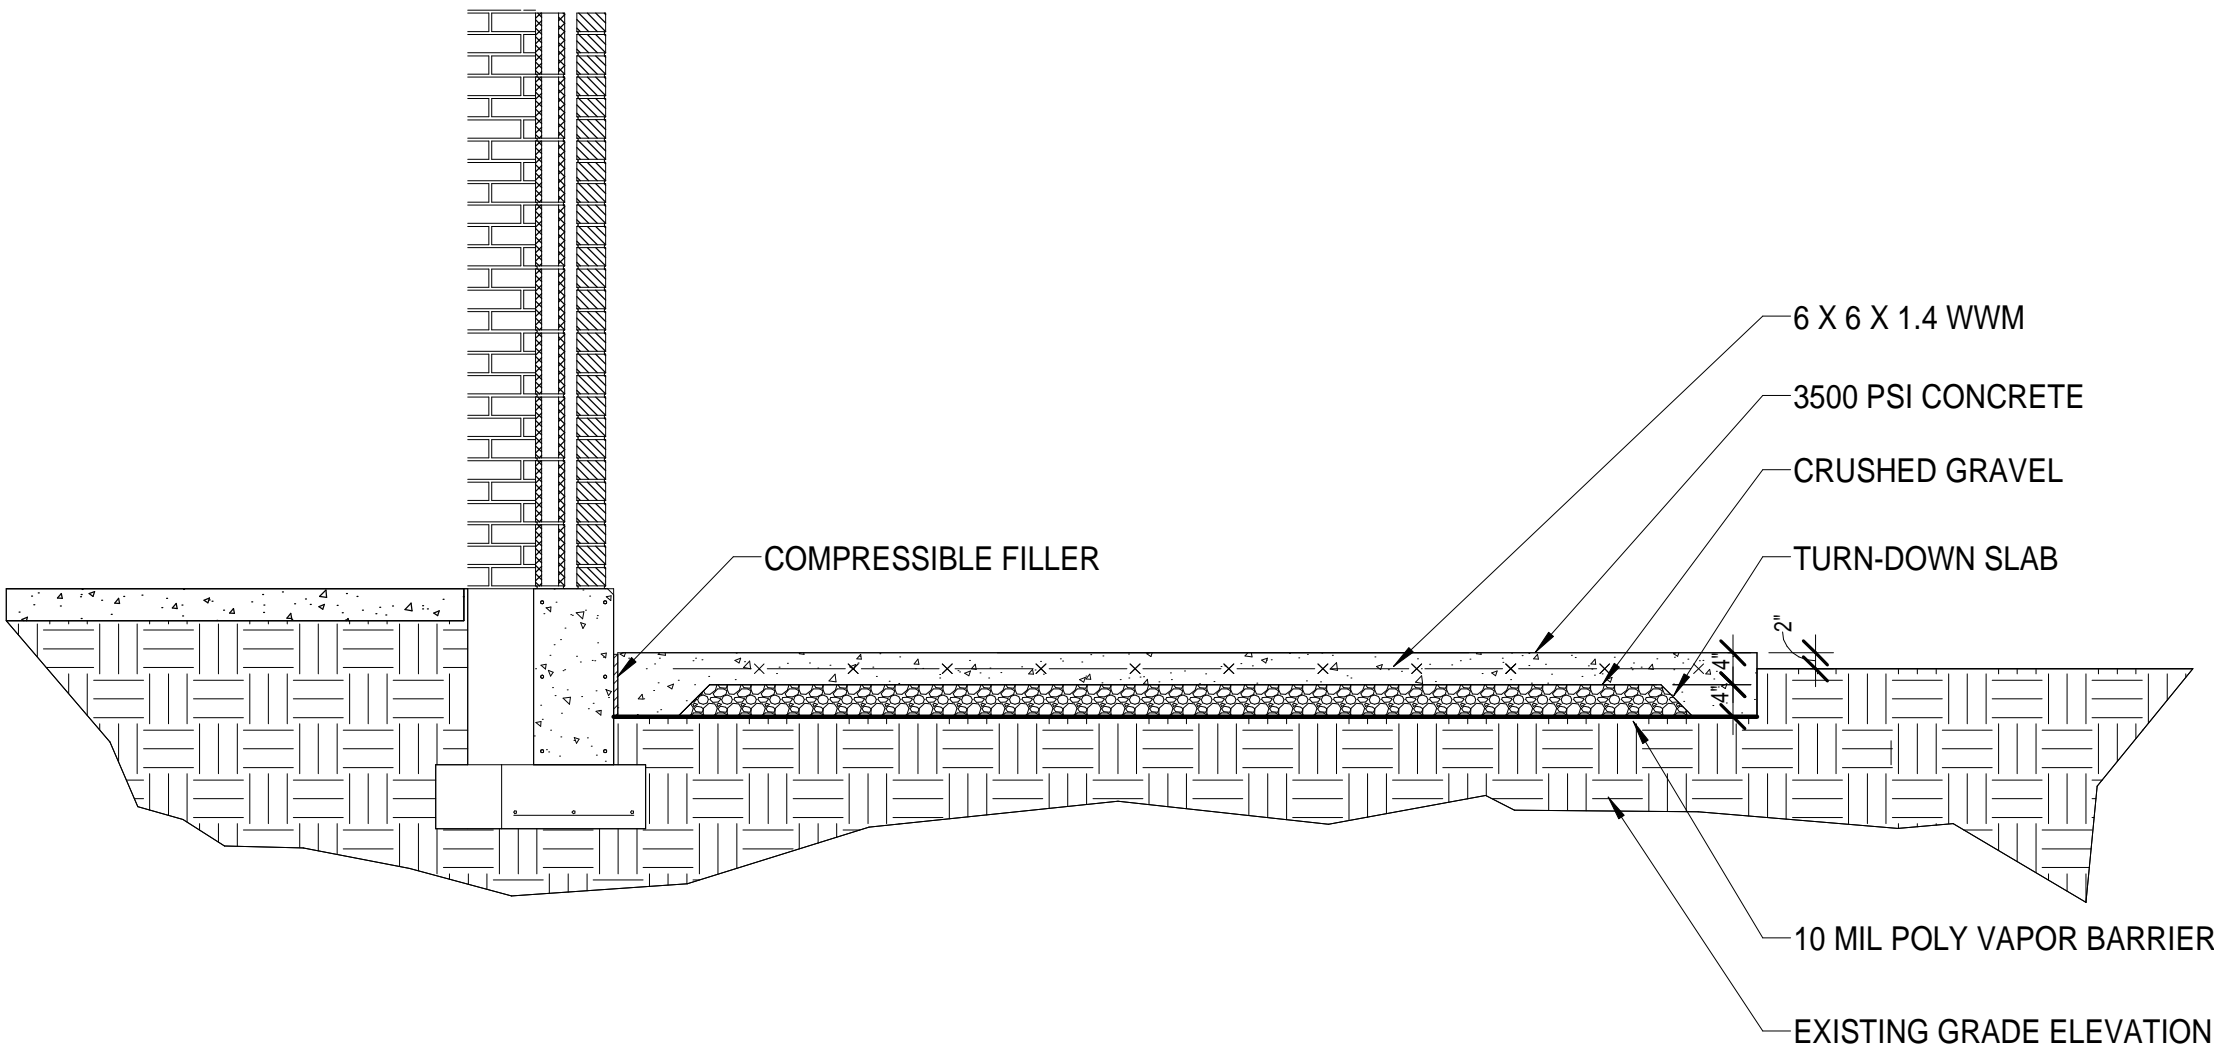 6 X 6 X 1.4 WWM
3500 PSI CONCRETE
CRUSHED GRAVEL
COMPRESSIBLE FILLER
TURN-DOWN SLAB
2"
4"
4"
10 MIL POLY VAPOR BARRIER
EXISTING GRADE ELEVATION